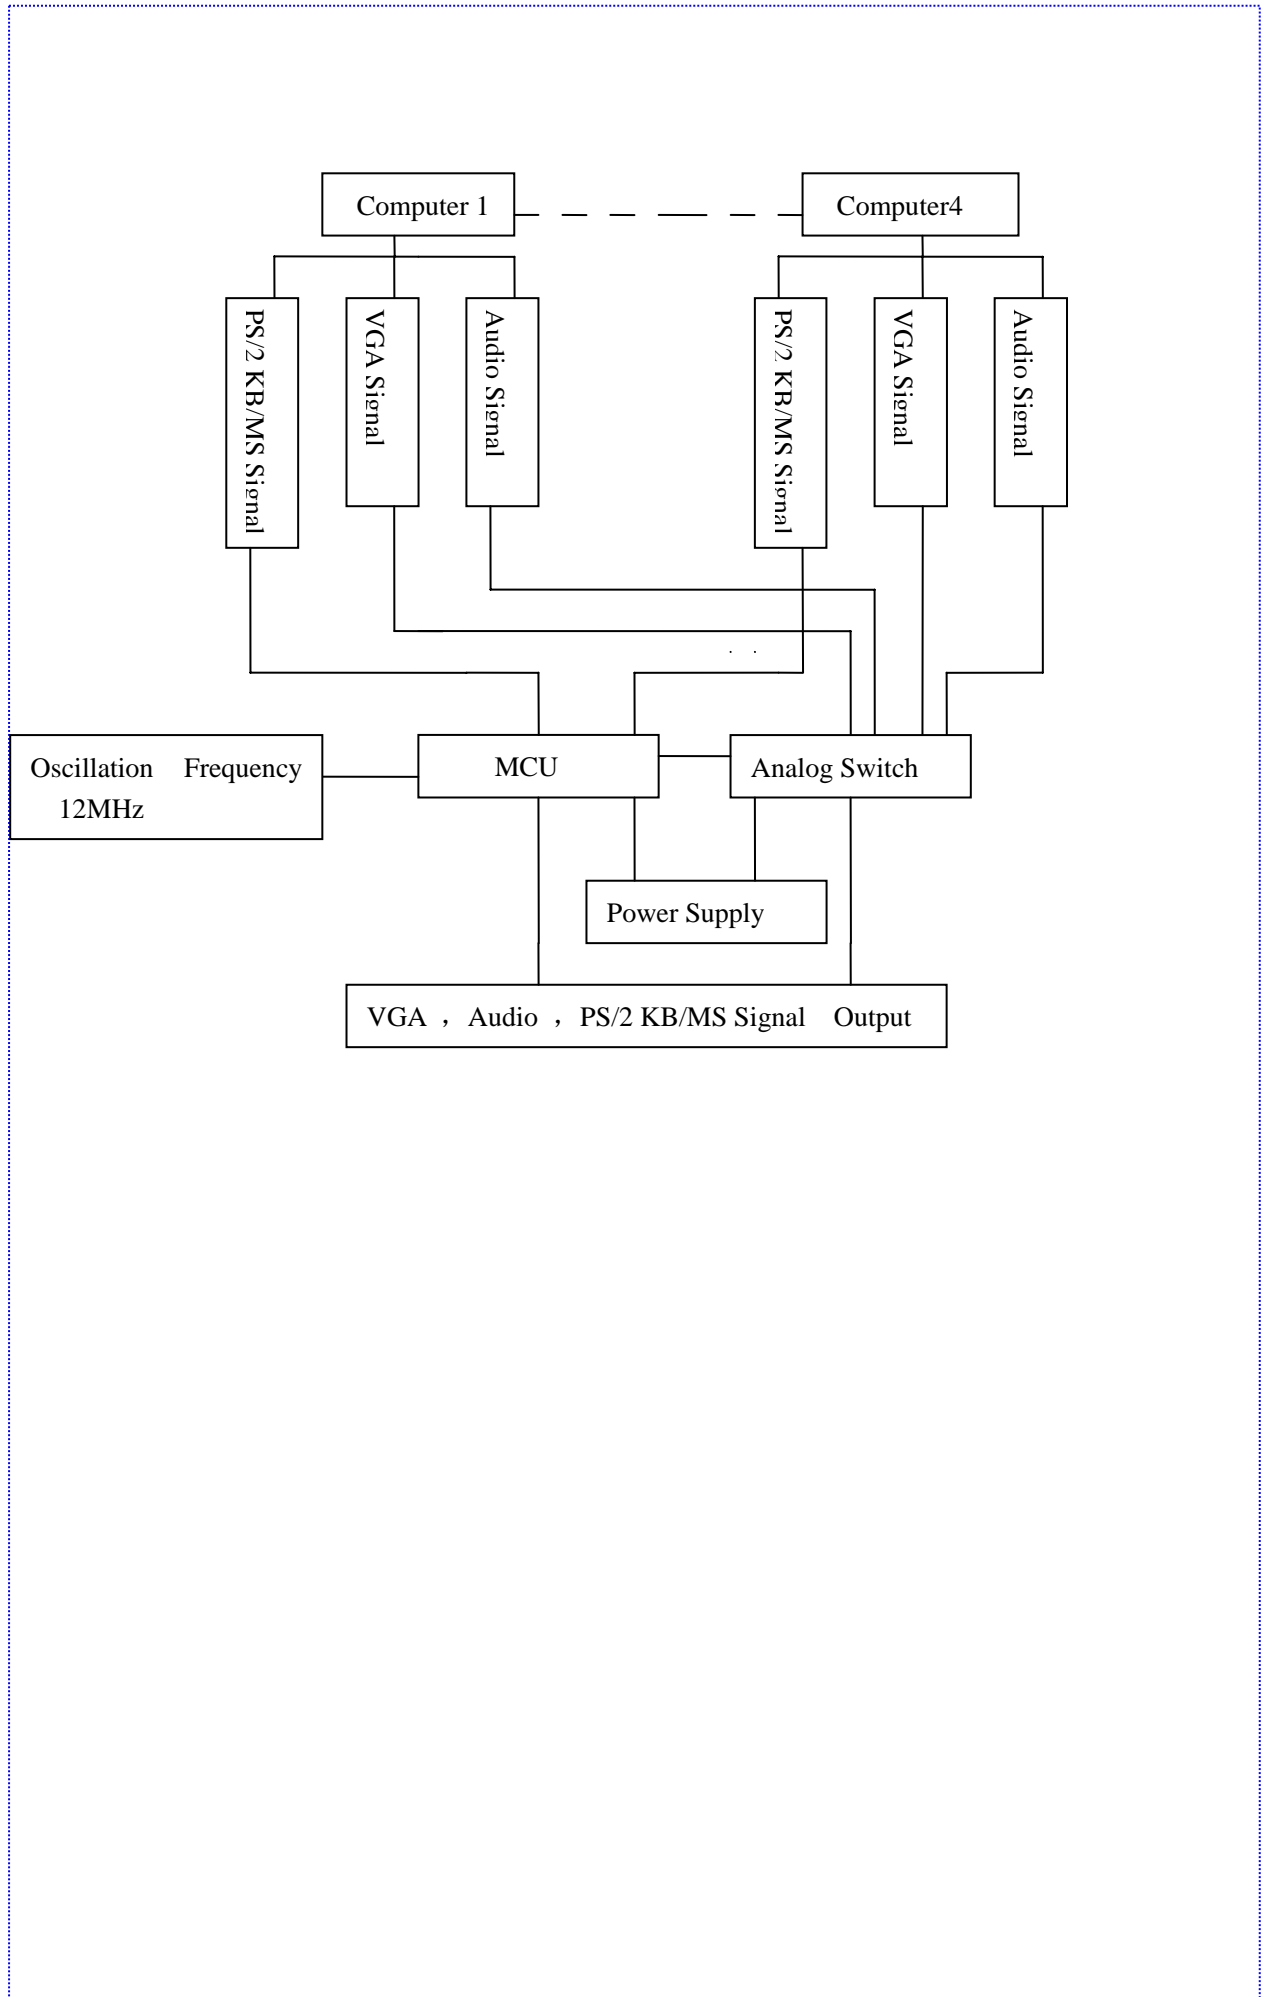 Computer 1
Computer4
PS/2 KB/MS Signal
VGA Signal
Audio Signal
PS/2 KB/MS Signal
VGA Signal
Audio Signal
Oscillation Frequency
12MHz
MCU
Analog Switch
Power Supply
VGA ， Audio ， PS/2 KB/MS Signal Output